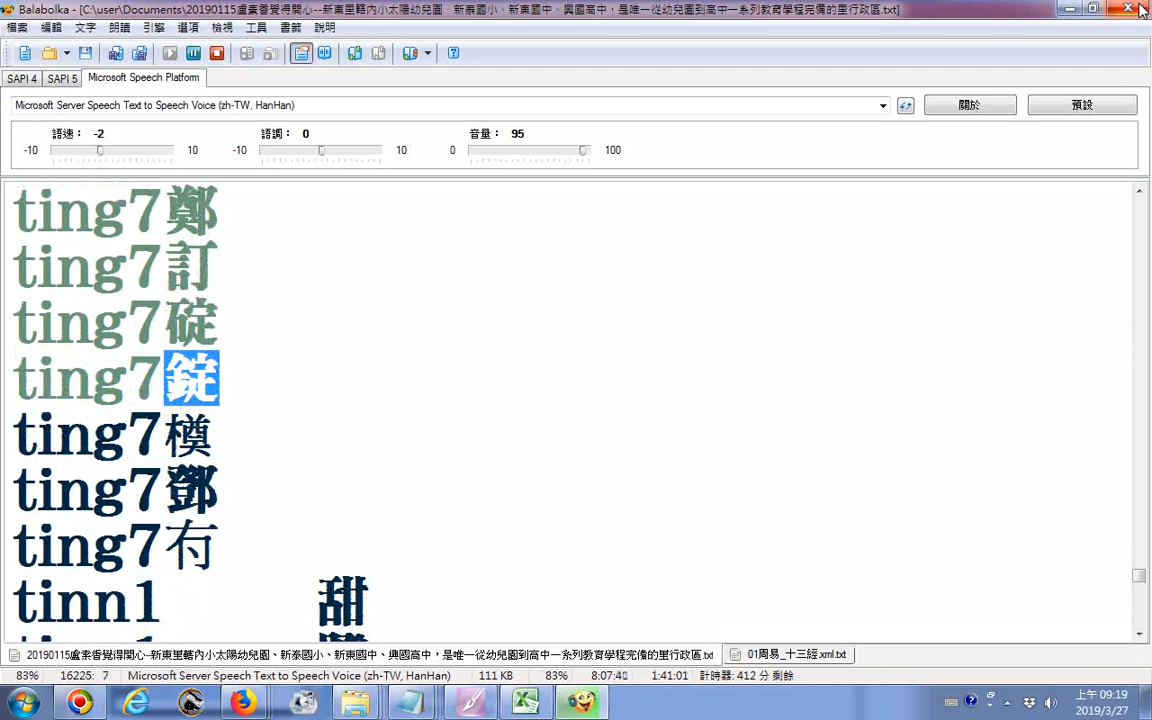 Balabolka - [C:\user\Documents\20190115盧素香覺得開心--新東里轄內小太陽幼兒園、新泰國小、新東國中、興國高中，是唯一從幼兒園到高中一系列教育學程完備的里行政區.txt]
檔案 編輯 文字 朗讀 引擎 選項 檢視 工具 書籤 說明
SAPI 4 SAPI 5 Microsoft Speech Platform
Microsoft Server Speech Text to Speech Voice (zh-TW, HanHan) 關於 預設
語速： -2 語調： 0 音量： 95
-10 10 -10 10 0 100
ting7鄭
ting7訂
ting7碇
ting7錠
ting7橂
ting7鄧
ting7冇
tinn1 甜
20190115盧素香覺得開心--新東里轄內小太陽幼兒園、新泰國小、新東國中、興國高中，是唯一從幼兒園到高中一系列教育學程完備的里行政區.txt 01周易_十三經.xml.txt
83% 16225: 7 Microsoft Server Speech Text to Speech Voice (zh-TW, HanHan) 111 KB 83% 1:41:01 計時器: 412 分 剩餘
上午 09:19
2019/3/27